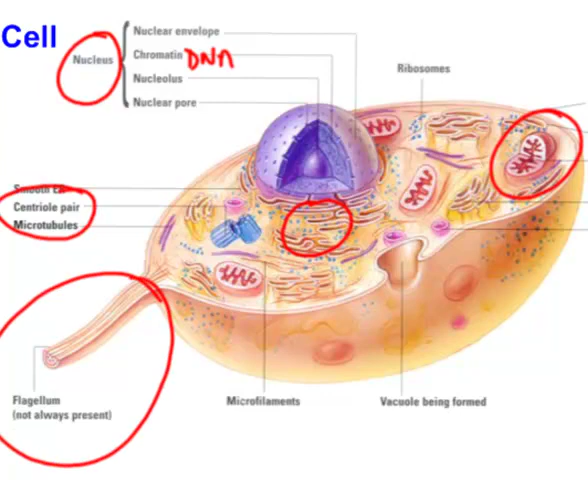 Cell
Nuclear envelope
Nucleus
Chromatin DNA
Nucleolus
Nuclear pore
Ribosomes
Smooth
Centriole pair
Microtubules
Flagellum
(not always present)
Microfilaments
Vacuole being formed